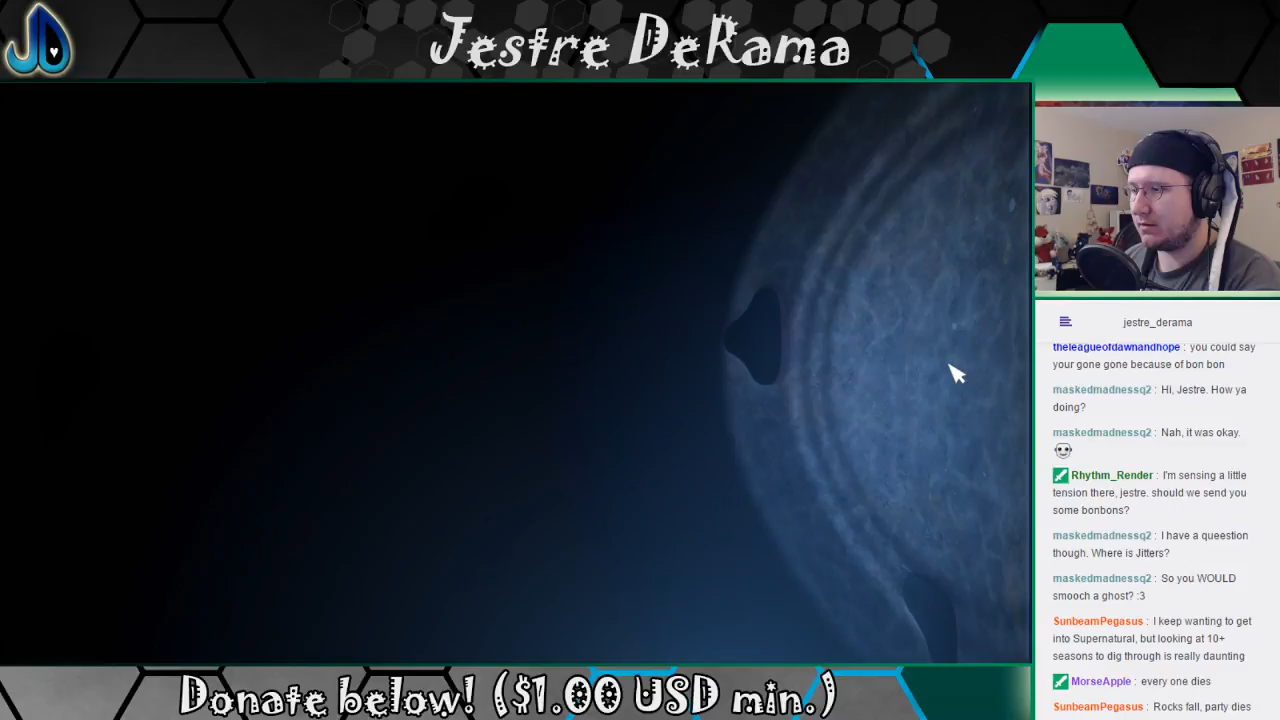 JD
Jestre DeRama
jestre_derama
theleagueofdawnandhope : you could say
your gone gone because of bon bon
maskedmadnessq2 : Hi, Jestre. How ya
doing?
maskedmadnessq2 : Nah, it was okay.
Rhythm_Render : I'm sensing a little
tension there, jestre. should we send you
some bonbons?
maskedmadnessq2 : I have a queestion
though. Where is Jitters?
maskedmadnessq2 : So you WOULD
smooch a ghost? :3
SunbeamPegasus : I keep wanting to get
into Supernatural, but looking at 10+
seasons to dig through is really daunting
MorseApple : every one dies
SunbeamPegasus : Rocks fall, party dies
Donate below! ($1.00 USD min.)